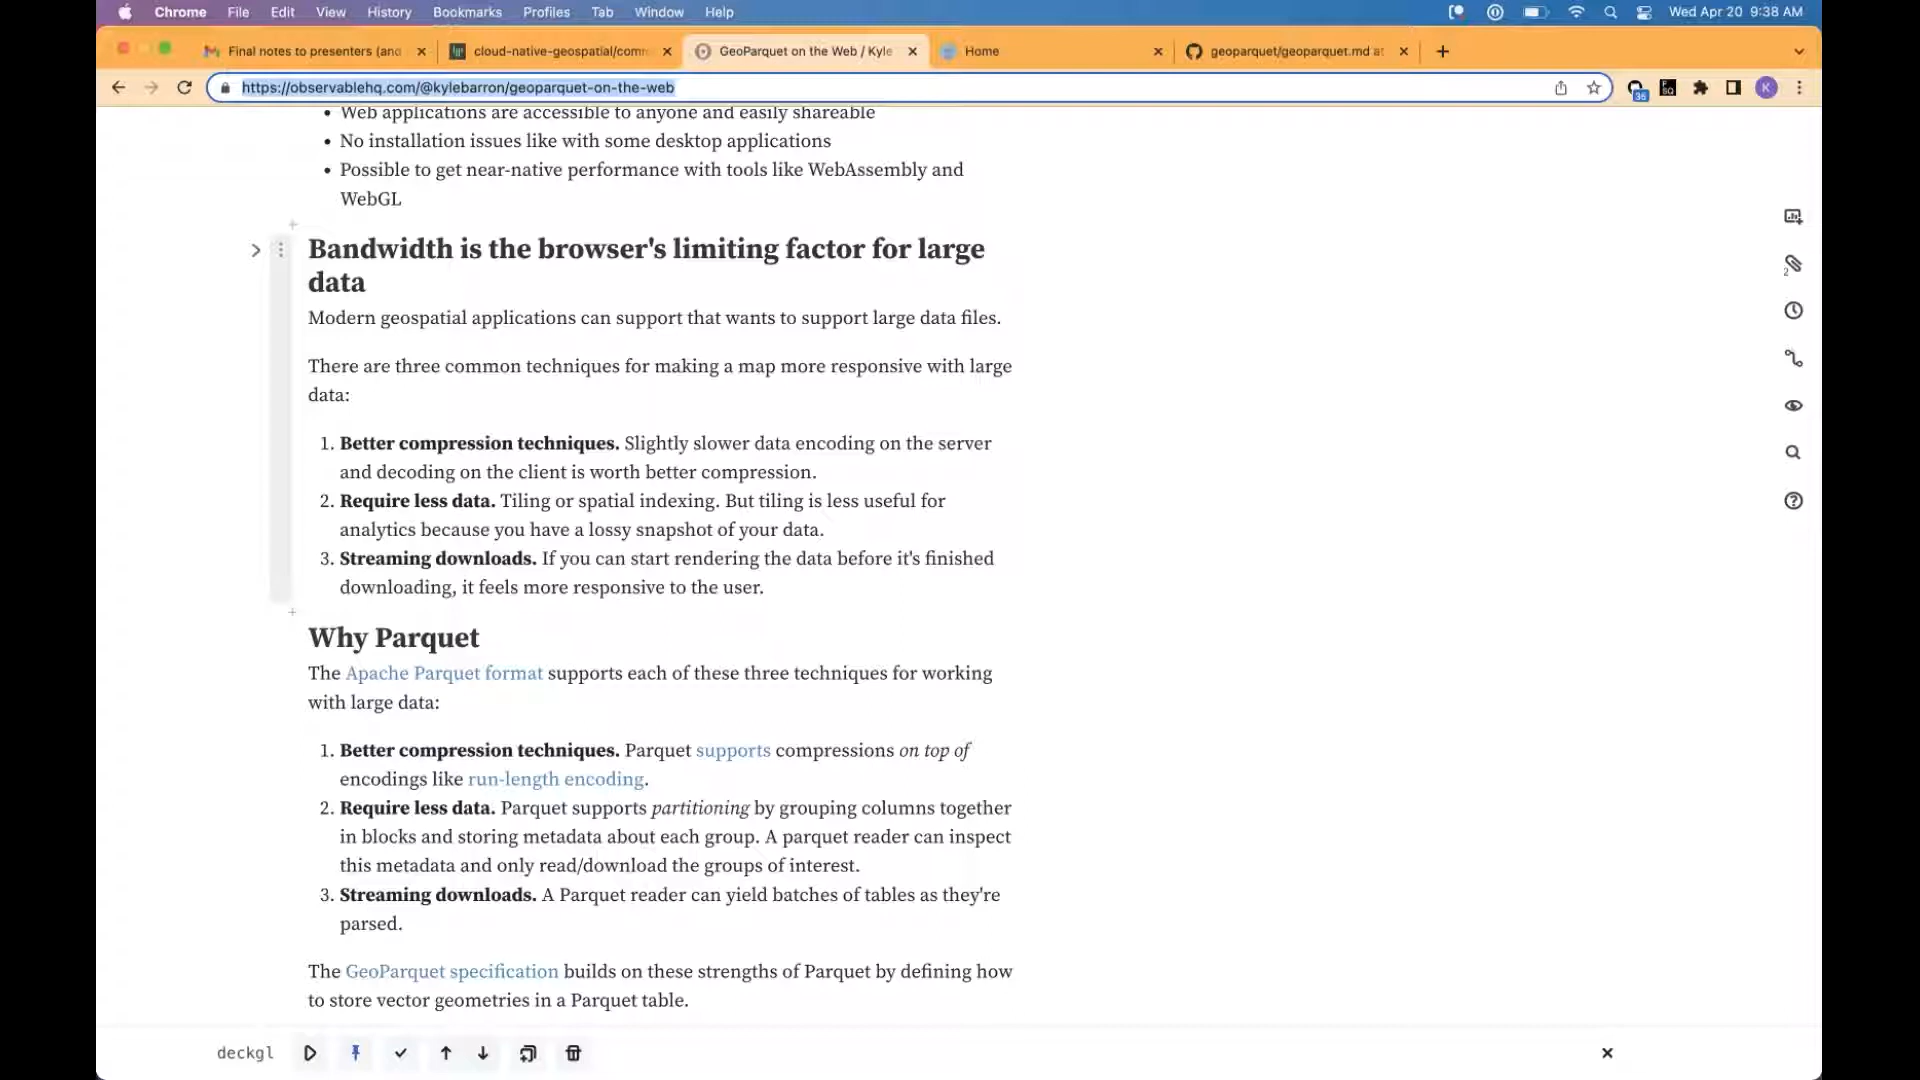 Chrome File Edit View History Bookmarks Profiles Tab Window Help Wed Apr 20 9:38 AM
Final notes to presenters (and cloud-native-geospatial/com GeoParquet on the Web / Kyle Home geoparquet/geoparquet.md at
https://observablehq.com/@kylebarron/geoparquet-on-the-web 36 SQ K
• Web applications are accessible to anyone and easily shareable
• No installation issues like with some desktop applications
• Possible to get near-native performance with tools like WebAssembly and
WebGL
Bandwidth is the browser's limiting factor for large
data
Modern geospatial applications can support that wants to support large data files.
There are three common techniques for making a map more responsive with large
data:
1. Better compression techniques. Slightly slower data encoding on the server
and decoding on the client is worth better compression.
2. Require less data. Tiling or spatial indexing. But tiling is less useful for
analytics because you have a lossy snapshot of your data.
3. Streaming downloads. If you can start rendering the data before it's finished
downloading, it feels more responsive to the user.
Why Parquet
The Apache Parquet format supports each of these three techniques for working
with large data:
1. Better compression techniques. Parquet supports compressions on top of
encodings like run-length encoding.
2. Require less data. Parquet supports partitioning by grouping columns together
in blocks and storing metadata about each group. A parquet reader can inspect
this metadata and only read/download the groups of interest.
3. Streaming downloads. A Parquet reader can yield batches of tables as they're
parsed.
The GeoParquet specification builds on these strengths of Parquet by defining how
to store vector geometries in a Parquet table.
deckgl
2